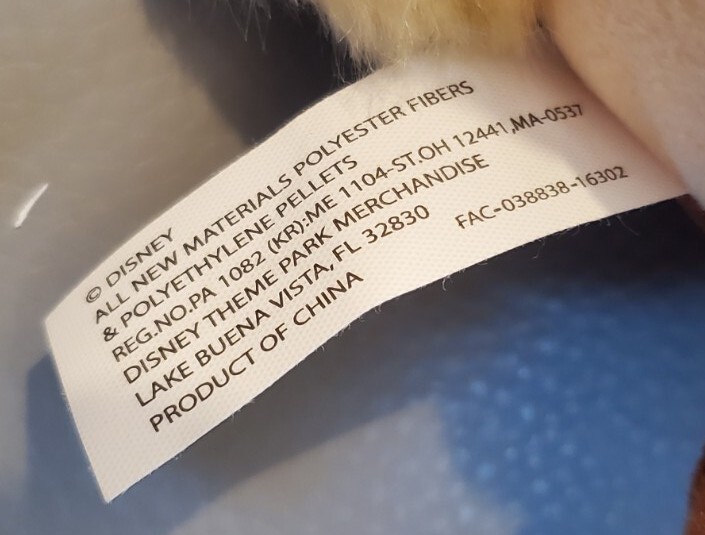 © DISNEY
ALL NEW MATERIALS POLYESTER FIBERS
& POLYETHYLENE PELLETS
REG.NO.PA 1082 (KR):ME 1104-ST.OH 12441,MA-0537
DISNEY THEME PARK MERCHANDISE
LAKE BUENA VISTA, FL 32830 FAC-038838-16302
PRODUCT OF CHINA